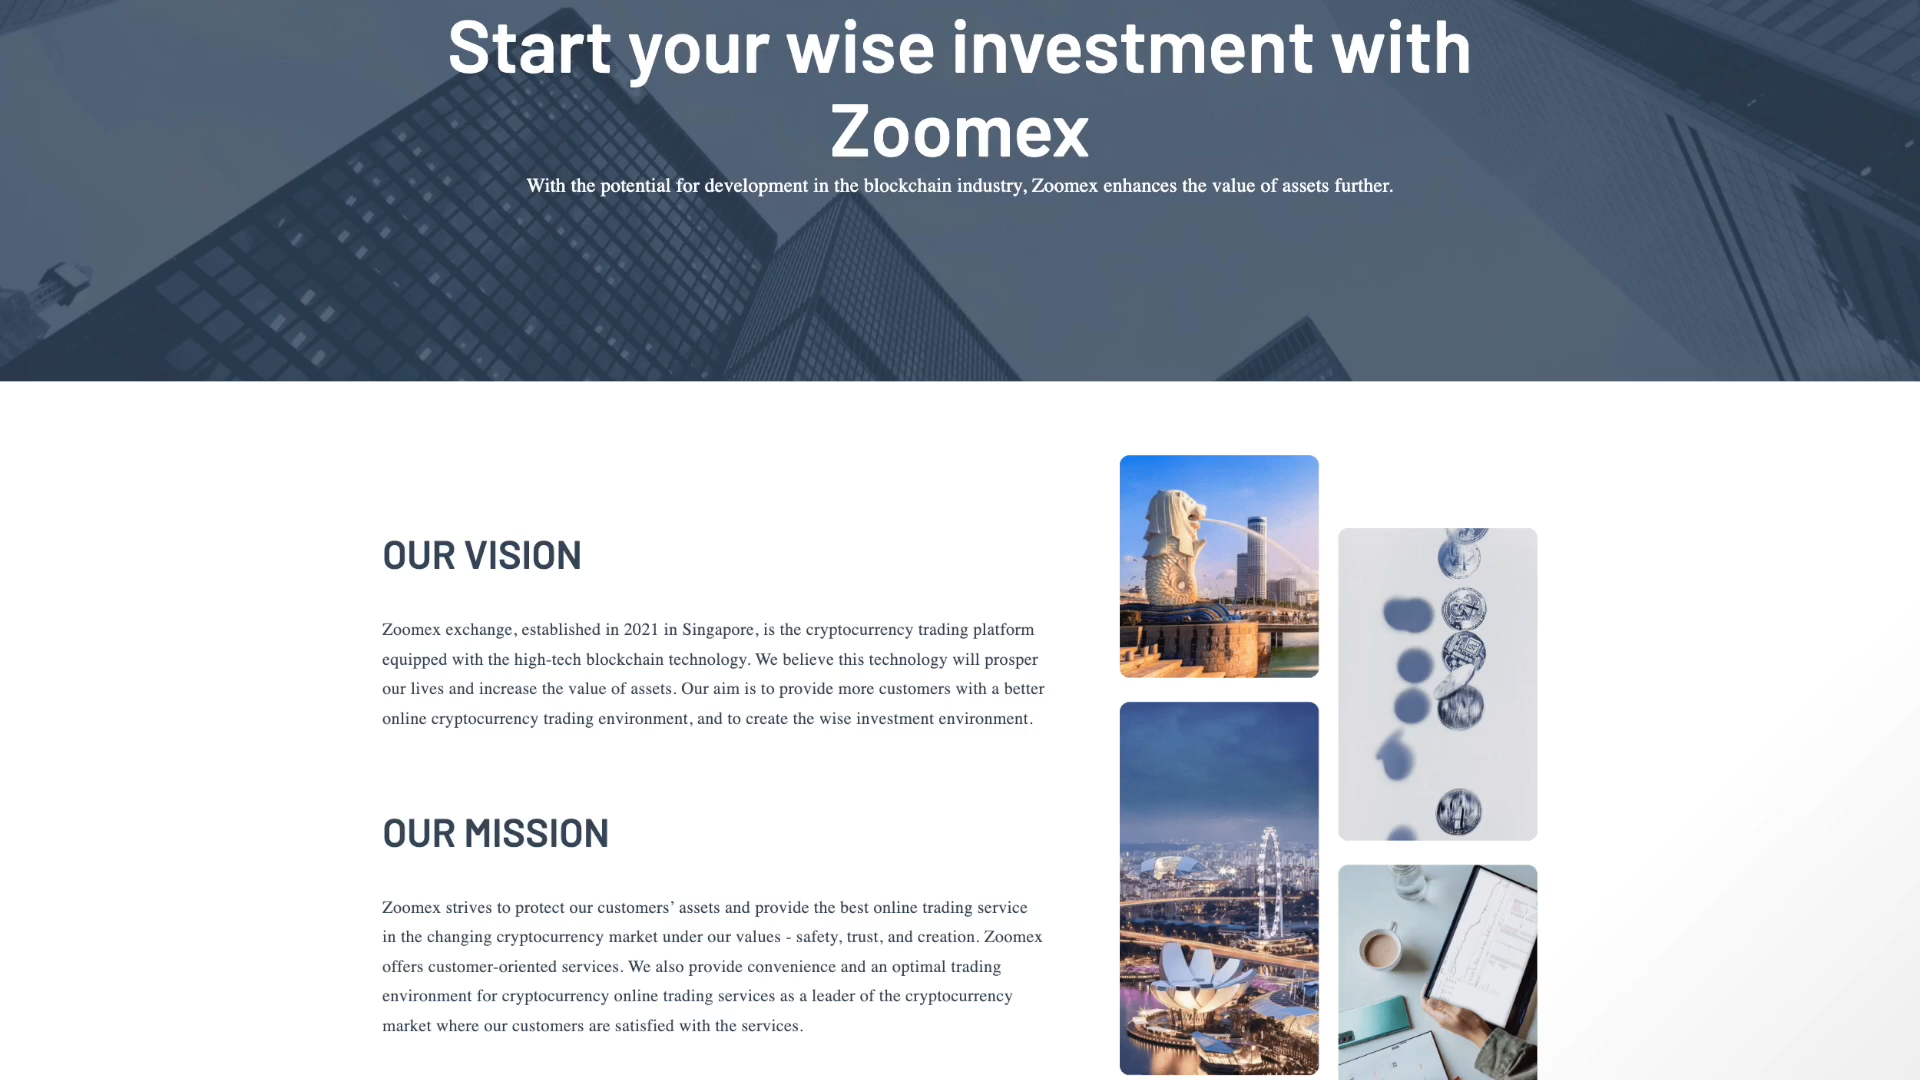 Start your wise investment with
Zoomex
With the potential for development in the blockchain industry, Zoomex enhances the value of assets further.
OUR VISION
Zoomex exchange, established in 2021 in Singapore, is the cryptocurrency trading platform
equipped with the high-tech blockchain technology. We believe this technology will prosper
our lives and increase the value of assets. Our aim is to provide more customers with a better
online cryptocurrency trading environment, and to create the wise investment environment.
OUR MISSION
Zoomex strives to protect our customers’ assets and provide the best online trading service
in the changing cryptocurrency market under our values - safety, trust, and creation. Zoomex
offers customer-oriented services. We also provide convenience and an optimal trading
environment for cryptocurrency online trading services as a leader of the cryptocurrency
market where our customers are satisfied with the services.